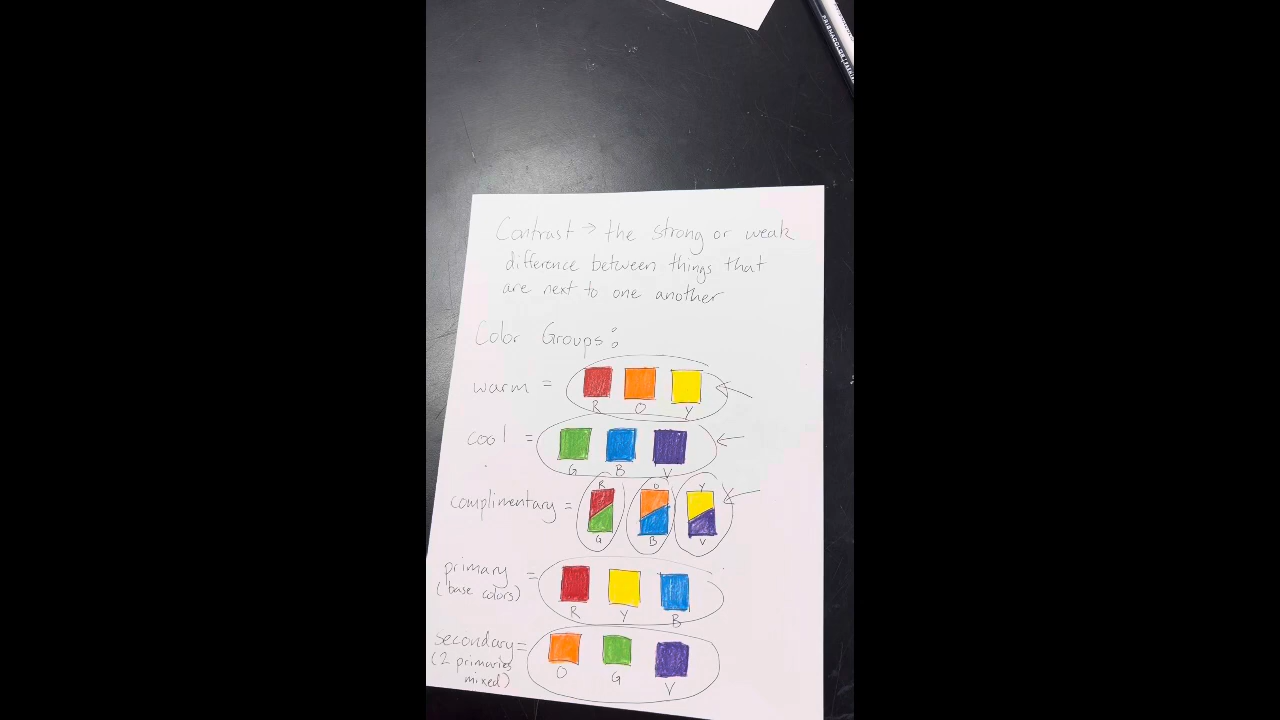 PRISMACOLOR
Contrast → the strong or weak
difference between things that
are next to one another
Color Groups:
warm =
R O Y
cool =
G B V
complimentary =
R O Y
G B V
primary =
(base colors)
R Y B
secondary =
(2 primaries
mixed)
O G V